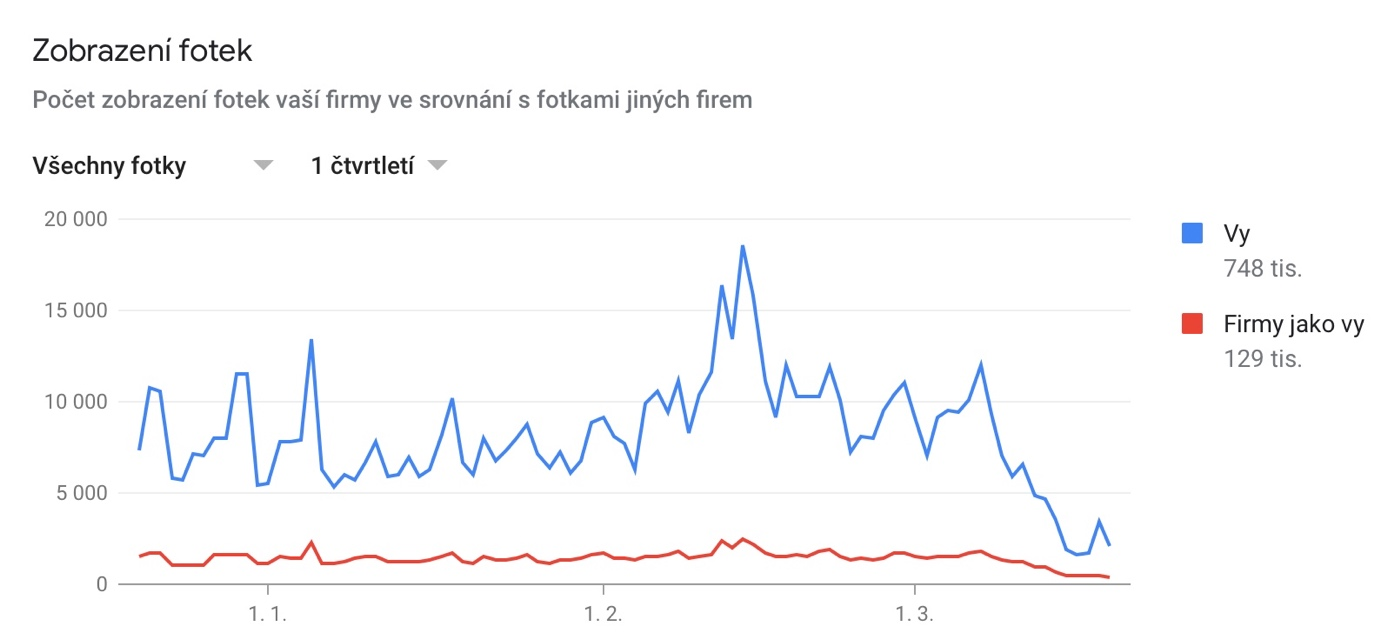 Zobrazení fotek
Počet zobrazení fotek vaší firmy ve srovnání s fotkami jiných firem
Všechny fotky 1 čtvrtletí
20 000
15 000
10 000
5 000
0
1. 1. 1. 2. 1. 3.
Vy
748 tis.
Firmy jako vy
129 tis.